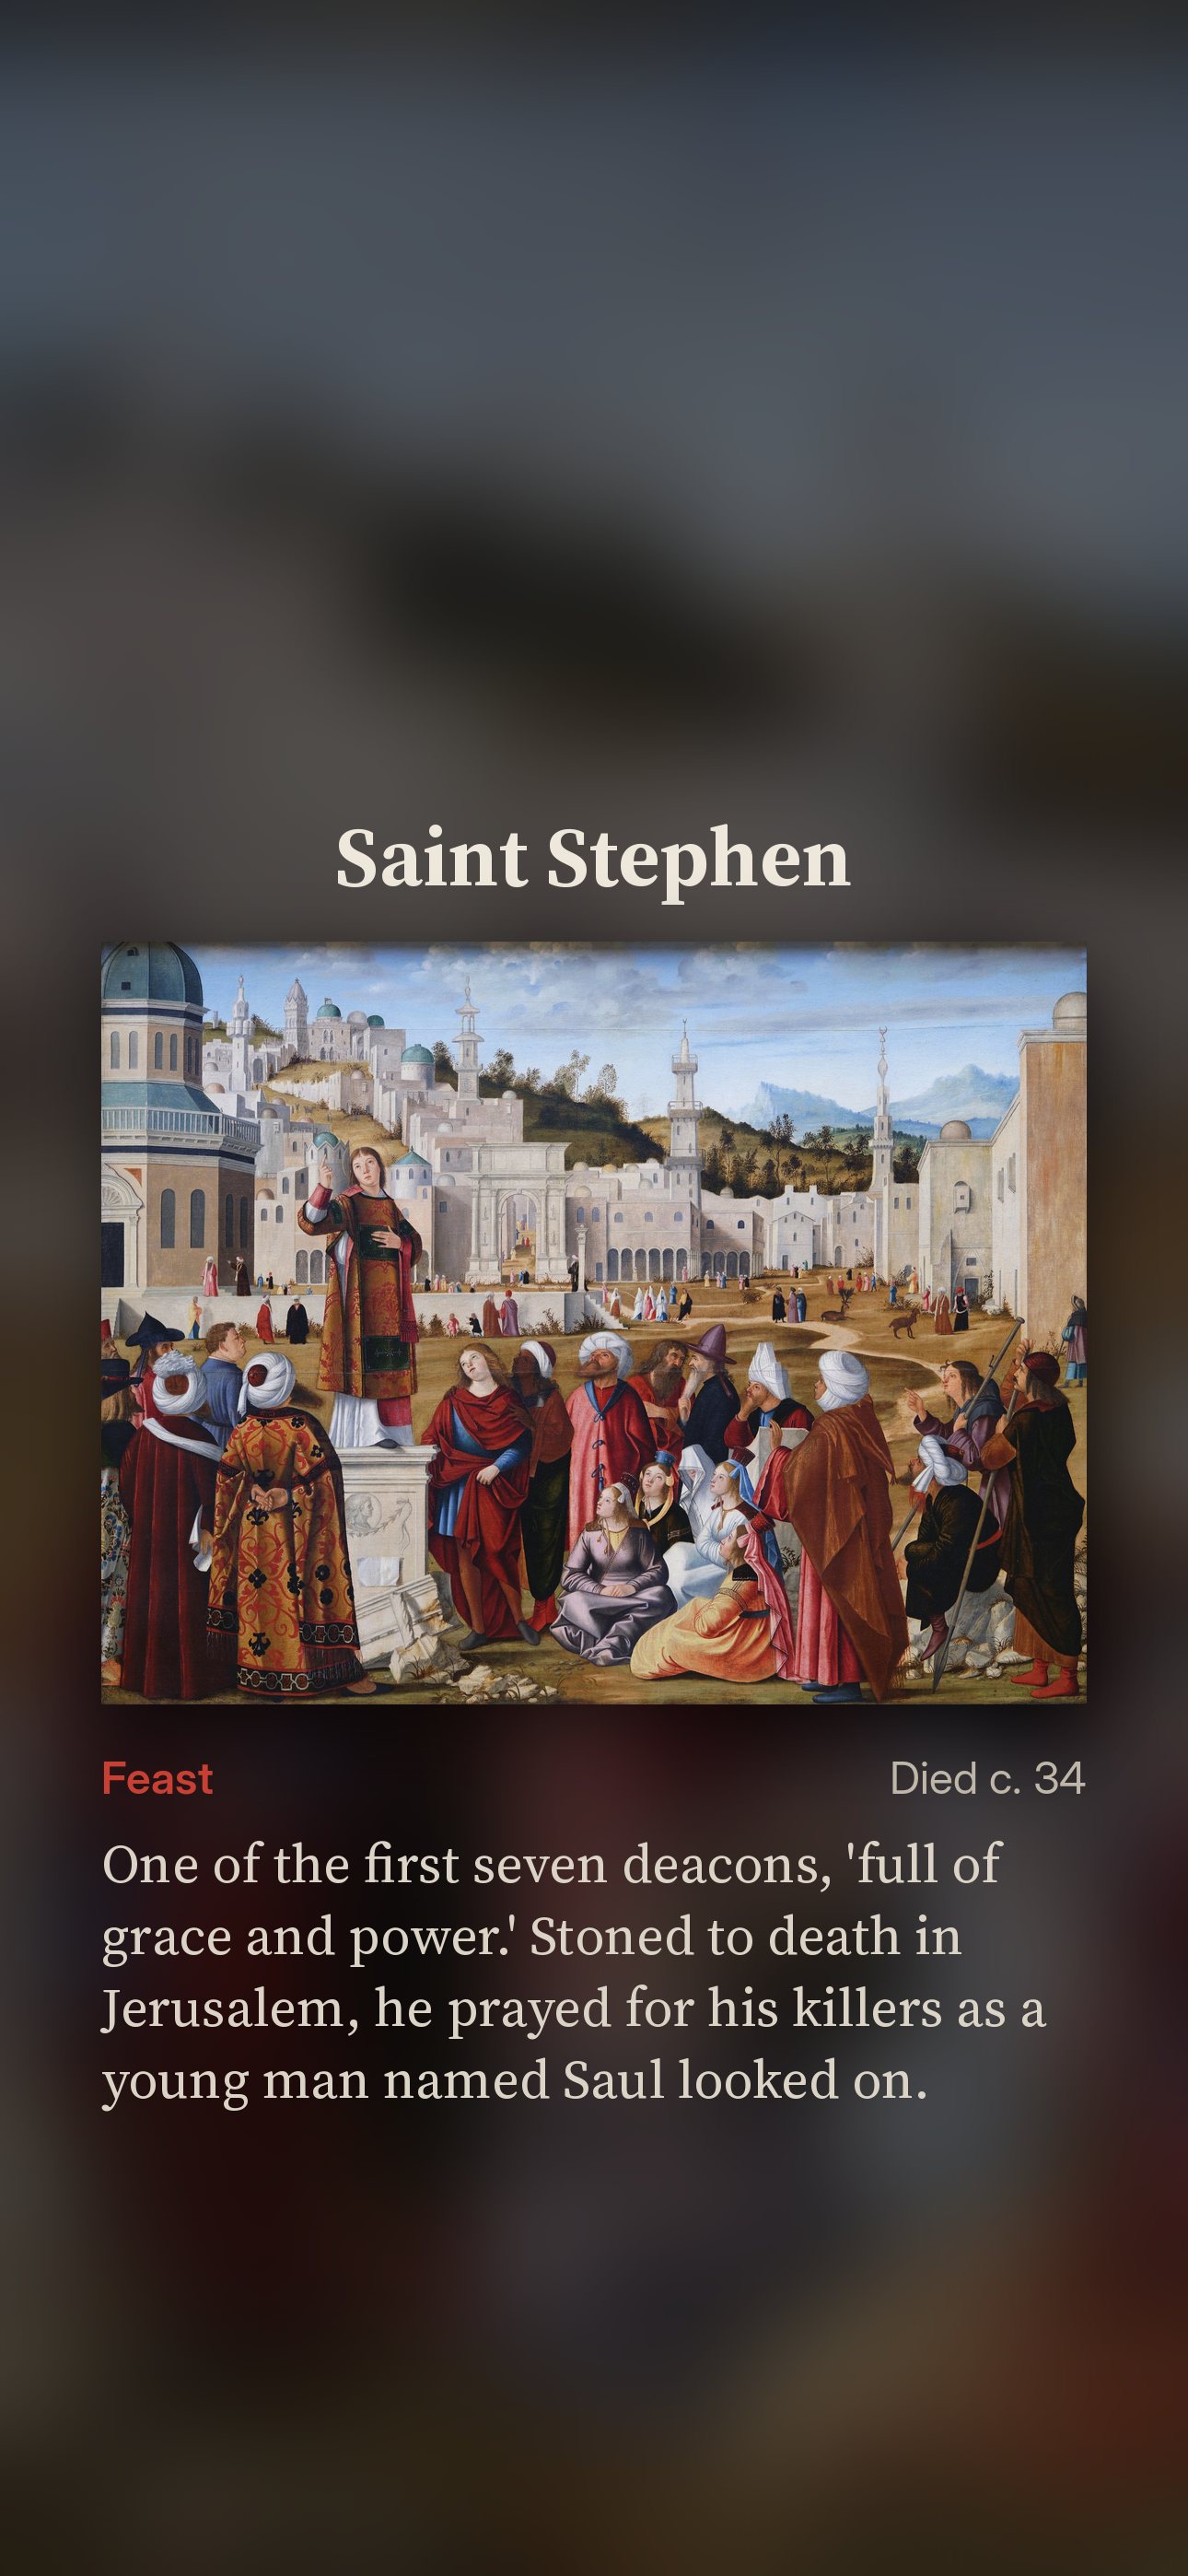 Saint Stephen
Feast
Died c. 34
One of the first seven deacons, 'full of
grace and power.' Stoned to death in
Jerusalem, he prayed for his killers as a
young man named Saul looked on.